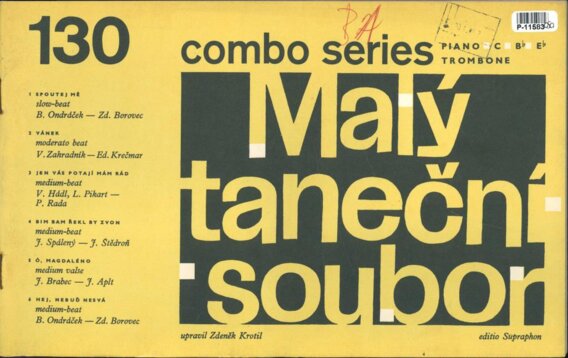 130
combo series
PIANO C B♭ E♭
TROMBONE
P-11583
1 SPOUTEJ MĚ
slow-beat
B. Ondráček — Zd. Borovec
2 VÁNEK
moderato beat
V. Zahradník — Ed. Krečmar
3 JEN VÁS POTAJÍ MÁM RÁD
medium-beat
V. Hádl, L. Pikart —
P. Rada
4 BIM BAM ŘEKL BY ZVON
medium-beat
J. Spálený — J. Štědroň
5 Ó, MAGDALÉNO
medium valse
J. Brabec — J. Aplt
6 HEJ, NEBUĎ NESVÁ
medium-beat
B. Ondráček — Zd. Borovec
Malý
taneční
soubor
upravil Zdeněk Krotil
editio Supraphon